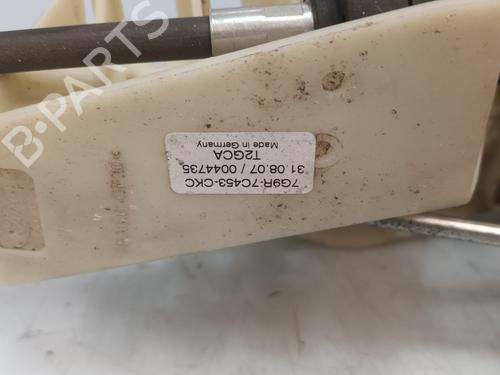 7G9R-7C453-CKC
31.08.07 / 0044735
T2GCA
Made in Germany
B-PARTS